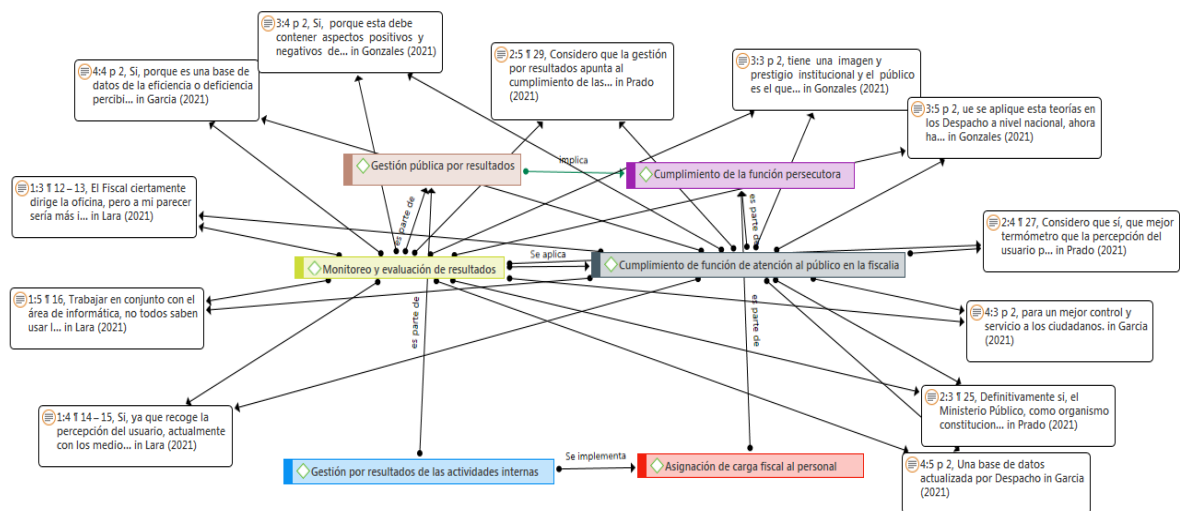 3:4 p 2, Si, porque esta debe
contener aspectos positivos y
negativos de... in Gonzales (2021)
4:4 p 2, Si, porque es una base de
datos de la eficiencia o deficiencia
percibi... in Garcia (2021)
2:5 ¶ 29, Considero que la gestión
por resultados apunta al
cumplimiento de las... in Prado
(2021)
3:3 p 2, tiene una imagen y
prestigio institucional y el público
es el que... in Gonzales (2021)
3:5 p 2, ue se aplique esta teorías en
los Despacho a nivel nacional, ahora
ha... in Gonzales (2021)
Gestión pública por resultados
implica
Cumplimiento de la función persecutora
1:3 ¶ 12 – 13, El Fiscal ciertamente
dirige la oficina, pero a mi parecer
sería más i... in Lara (2021)
es parte de
es parte de
2:4 ¶ 27, Considero que sí, que mejor
termómetro que la percepción del
usuario p... in Prado (2021)
Monitoreo y evaluación de resultados
Se aplica
Cumplimiento de función de atención al público en la fiscalia
1:5 ¶ 16, Trabajar en conjunto con el
área de informática, no todos saben
usar l... in Lara (2021)
es parte de
es parte de
4:3 p 2, para un mejor control y
servicio a los ciudadanos. in Garcia
(2021)
1:4 ¶ 14 – 15, Si, ya que recoge la
percepción del usuario, actualmente
con los medio... in Lara (2021)
2:3 ¶ 25, Definitivamente si, el
Ministerio Público, como organismo
constitucion... in Prado (2021)
Gestión por resultados de las actividades internas
Se implementa
Asignación de carga fiscal al personal
4:5 p 2, Una base de datos
actualizada por Despacho in Garcia
(2021)